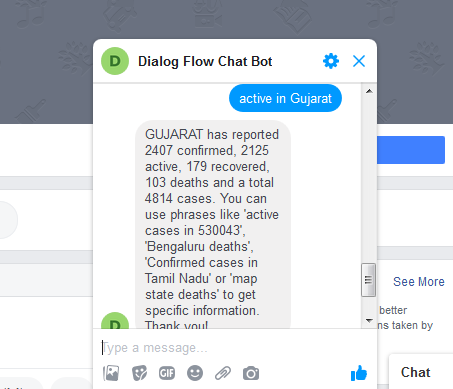 D Dialog Flow Chat Bot
active in Gujarat
GUJARAT has reported
2407 confirmed, 2125
active, 179 recovered,
103 deaths and a total
4814 cases. You can
use phrases like 'active
cases in 530043',
'Bengaluru deaths',
'Confirmed cases in
Tamil Nadu' or 'map
state deaths' to get
specific information.
Thank you!
D
Type a message...
GIF
See More
better
ns taken by
Chat